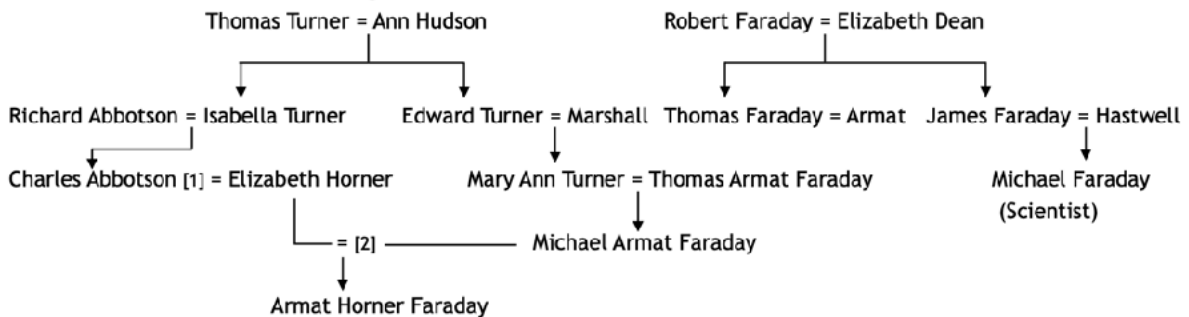 Thomas Turner = Ann Hudson Robert Faraday = Elizabeth Dean
Richard Abbotson = Isabella Turner Edward Turner = Marshall Thomas Faraday = Armat James Faraday = Hastwell
Charles Abbotson [1] = Elizabeth Horner Mary Ann Turner = Thomas Armat Faraday Michael Faraday
(Scientist)
= [2] Michael Armat Faraday
Armat Horner Faraday